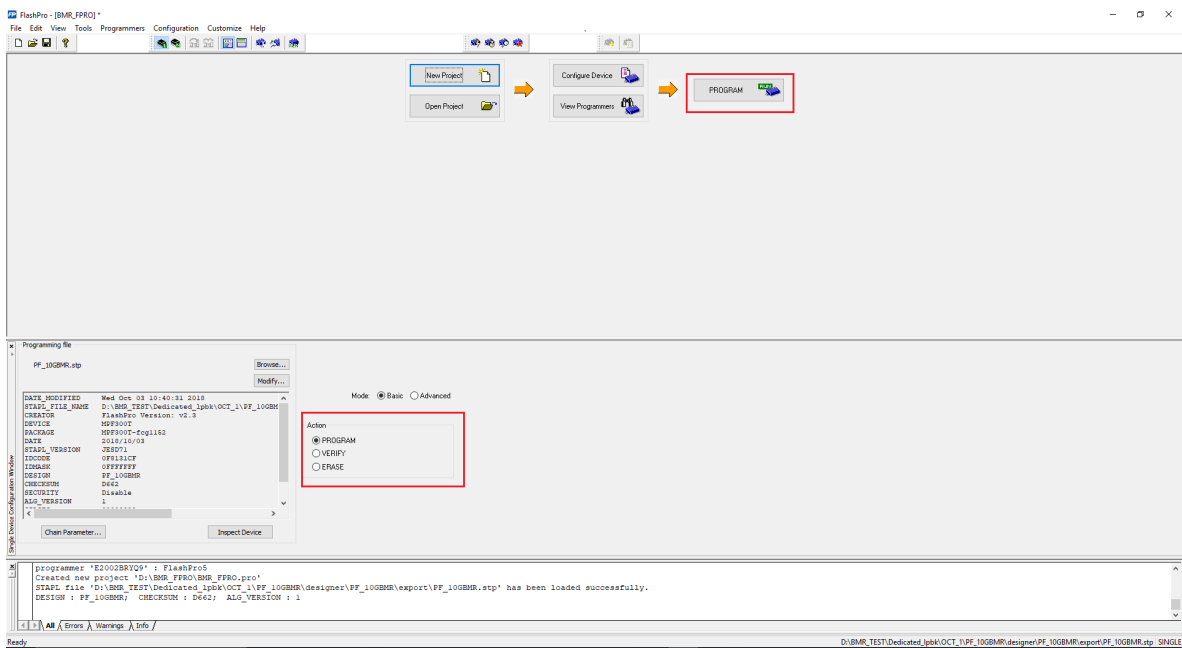 FlashPro - [BMR_FPRO] *
File Edit View Tools Programmers Configuration Customize Help
New Project
Configure Device
PROGRAM
Open Project
View Programmers
Programming file
PF_10GBMR.stp
Browse...
Modify...
DATE_MODIFIED Wed Oct 03 10:40:31 2018
STAPL_FILE_NAME D:\BMR_TEST\Dedicated_lpbk\OCT_1\PF_10GBM
CREATOR FlashPro Version: v2.3
DEVICE MPF300T
PACKAGE MPF300T-fcg1152
DATE 2018/10/03
STAPL_VERSION JESD71
IDCODE 0F8131CF
IDMASK 0FFFFFFF
DESIGN PF_10GBMR
CHECKSUM D662
SECURITY Disable
ALG_VERSION 1
Chain Parameter...
Inspect Device
Mode: Basic Advanced
Action
PROGRAM
VERIFY
ERASE
Single Device Configuration Window
programmer 'E2002BRYQ9' : FlashPro5
Created new project 'D:\BMR_FPRO\BMR_FPRO.pro'
STAPL file 'D:\BMR_TEST\Dedicated_lpbk\OCT_1\PF_10GBMR\designer\PF_10GBMR\export\PF_10GBMR.stp' has been loaded successfully.
DESIGN : PF_10GBMR; CHECKSUM : D662; ALG_VERSION : 1
All Errors Warnings Info
Ready
D:\BMR_TEST\Dedicated_lpbk\OCT_1\PF_10GBMR\designer\PF_10GBMR\export\PF_10GBMR.stp SINGLE